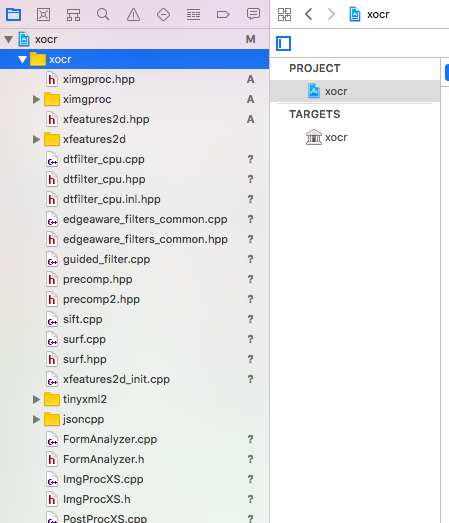 xocr M
xocr
ximgproc.hpp A
ximgproc A
xfeatures2d.hpp A
xfeatures2d
dtfilter_cpu.cpp ?
dtfilter_cpu.hpp ?
dtfilter_cpu.inl.hpp ?
edgeaware_filters_common.cpp ?
edgeaware_filters_common.hpp ?
guided_filter.cpp ?
precomp.hpp ?
precomp2.hpp ?
sift.cpp ?
surf.cpp ?
surf.hpp ?
xfeatures2d_init.cpp ?
tinyxml2
jsoncpp
FormAnalyzer.cpp ?
FormAnalyzer.h ?
ImgProcXS.cpp ?
ImgProcXS.h ?
PostProcXS.cpp ?
xocr
PROJECT
xocr
TARGETS
xocr